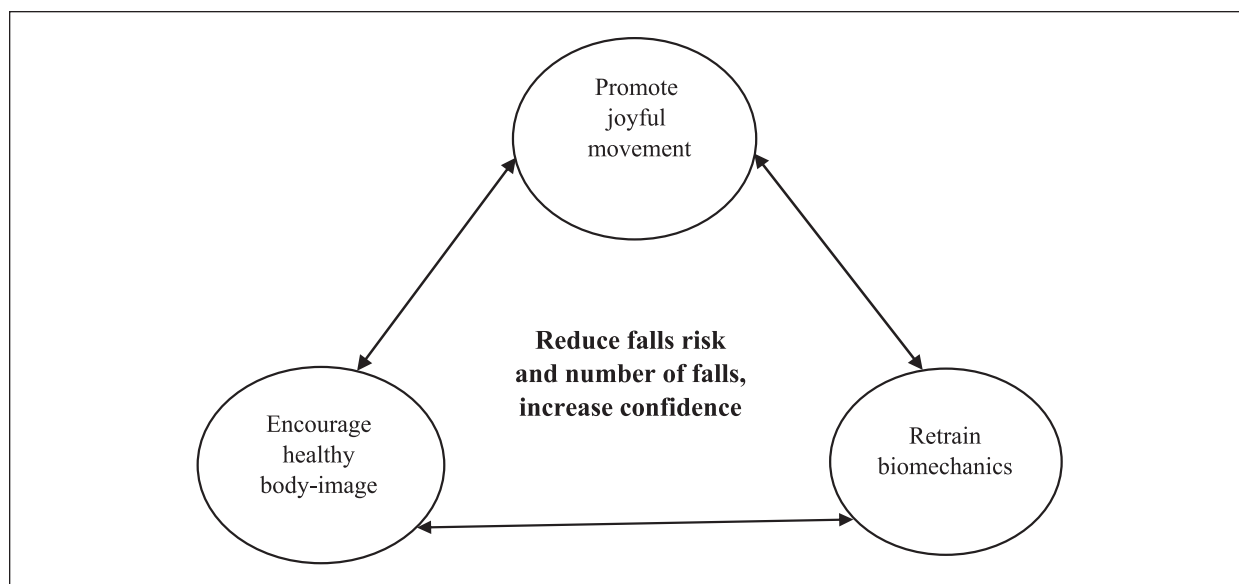 Promote
joyful
movement
Reduce falls risk
and number of falls,
increase confidence
Encourage
healthy
body-image
Retrain
biomechanics